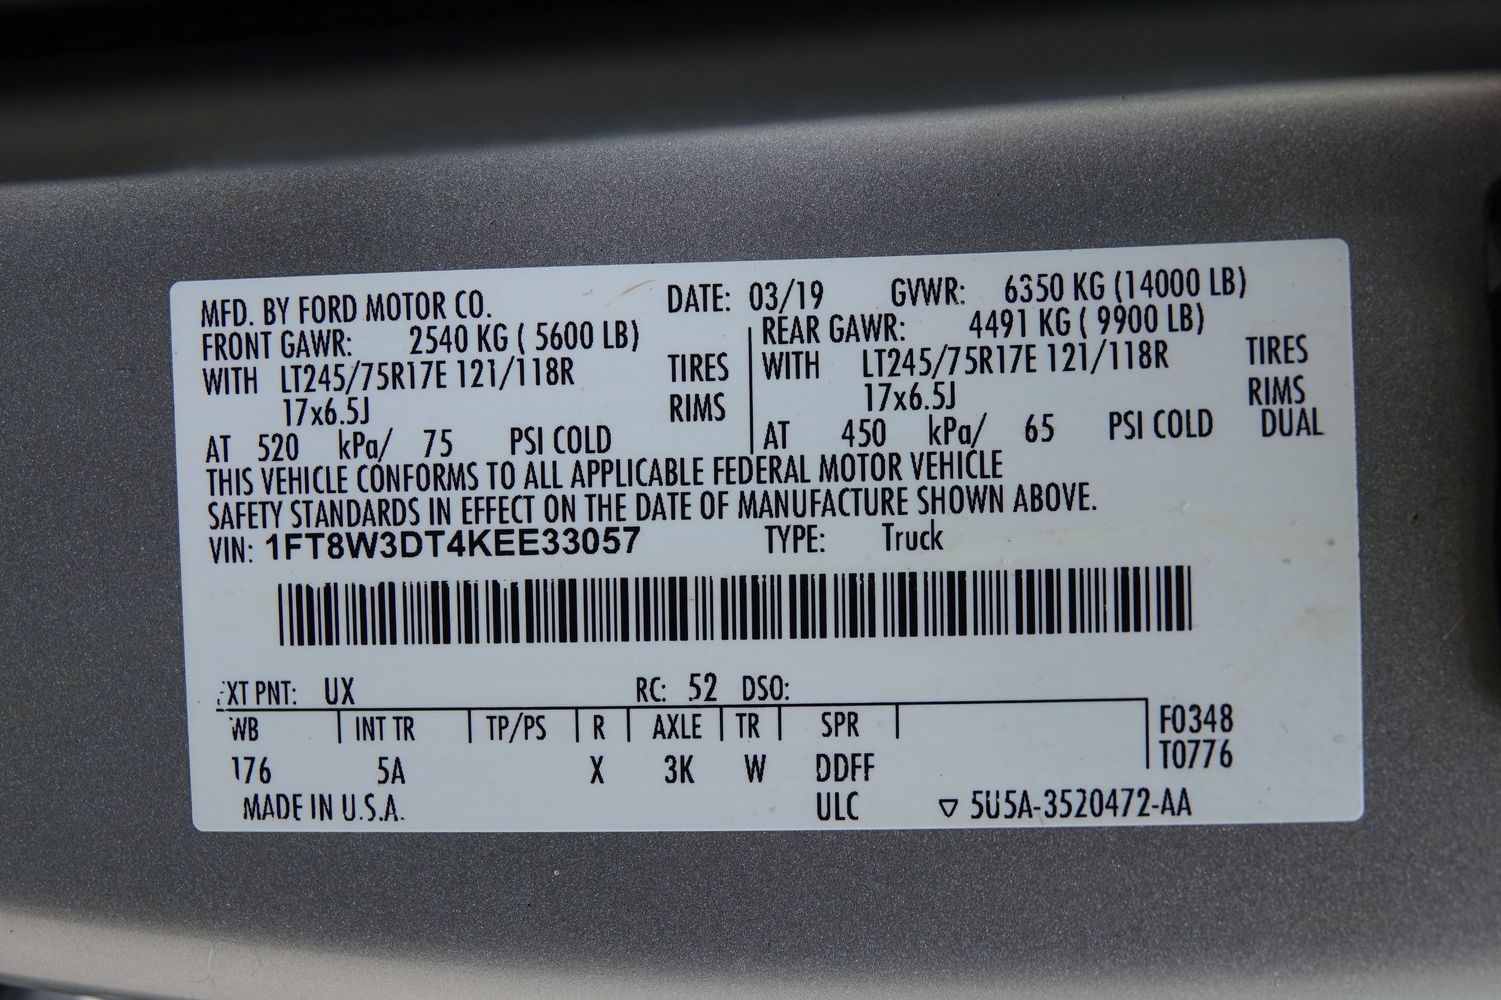 MFD. BY FORD MOTOR CO. DATE: 03/19 GVWR: 6350 KG (14000 LB)
FRONT GAWR: 2540 KG ( 5600 LB) REAR GAWR: 4491 KG ( 9900 LB)
WITH LT245/75R17E 121/118R TIRES WITH LT245/75R17E 121/118R TIRES
17x6.5J RIMS 17x6.5J RIMS
AT 520 kPa/ 75 PSI COLD AT 450 kPa/ 65 PSI COLD DUAL
THIS VEHICLE CONFORMS TO ALL APPLICABLE FEDERAL MOTOR VEHICLE
SAFETY STANDARDS IN EFFECT ON THE DATE OF MANUFACTURE SHOWN ABOVE.
VIN: 1FT8W3DT4KEE33057 TYPE: Truck
EXT PNT: UX RC: 52 DSO:
WB INT TR TP/PS R AXLE TR SPR F0348
176 5A X 3K W DDFF T0776
MADE IN U.S.A. ULC ▽ 5U5A-3520472-AA